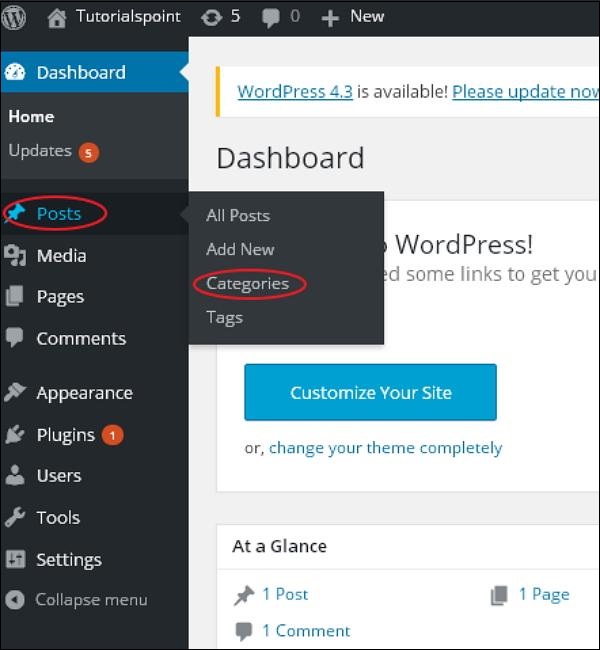 Tutorialspoint 5 0 New
Dashboard
Home
Updates 5
Posts
Media
Pages
Comments
Appearance
Plugins 1
Users
Tools
Settings
Collapse menu
All Posts
Add New
Categories
Tags
WordPress 4.3 is available! Please update now
Dashboard
WordPress!
ed some links to get you
Customize Your Site
or, change your theme completely
At a Glance
1 Post 1 Page
1 Comment